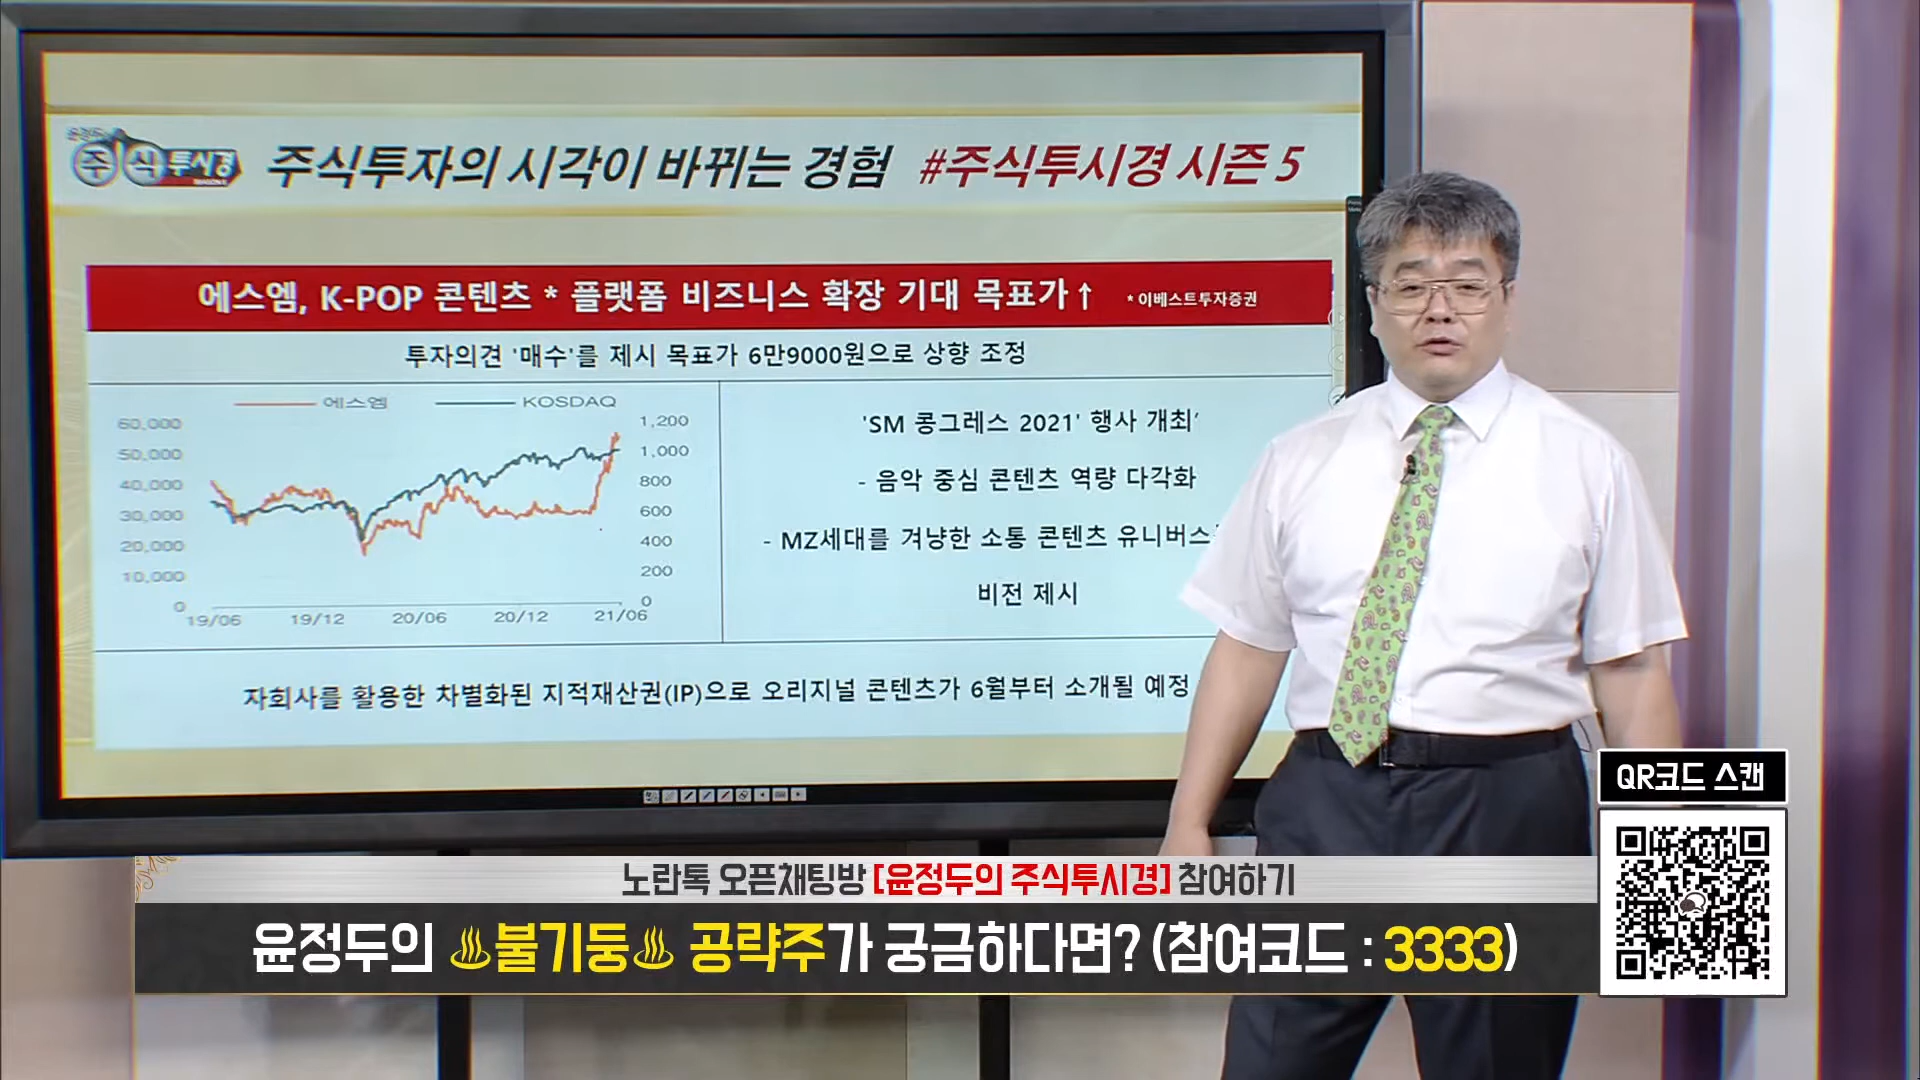 윤정두의
주식투시경
주식투자의 시각이 바뀌는 경험 #주식투시경 시즌 5
에스엠, K-POP 콘텐츠 * 플랫폼 비즈니스 확장 기대 목표가↑ * 이베스트투자증권
투자의견 '매수'를 제시 목표가 6만9000원으로 상향 조정
에스엠 KOSDAQ
60,000 1,200
50,000 1,000
40,000 800
30,000 600
20,000 400
10,000 200
0 0
19/06 19/12 20/06 20/12 21/06
'SM 콩그레스 2021' 행사 개최'
- 음악 중심 콘텐츠 역량 다각화
- MZ세대를 겨냥한 소통 콘텐츠 유니버스
비전 제시
자회사를 활용한 차별화된 지적재산권(IP)으로 오리지널 콘텐츠가 6월부터 소개될 예정
QR코드 스캔
노란톡 오픈채팅방 [윤정두의 주식투시경] 참여하기
윤정두의 ♨불기둥♨ 공략주가 궁금하다면? (참여코드 : 3333)